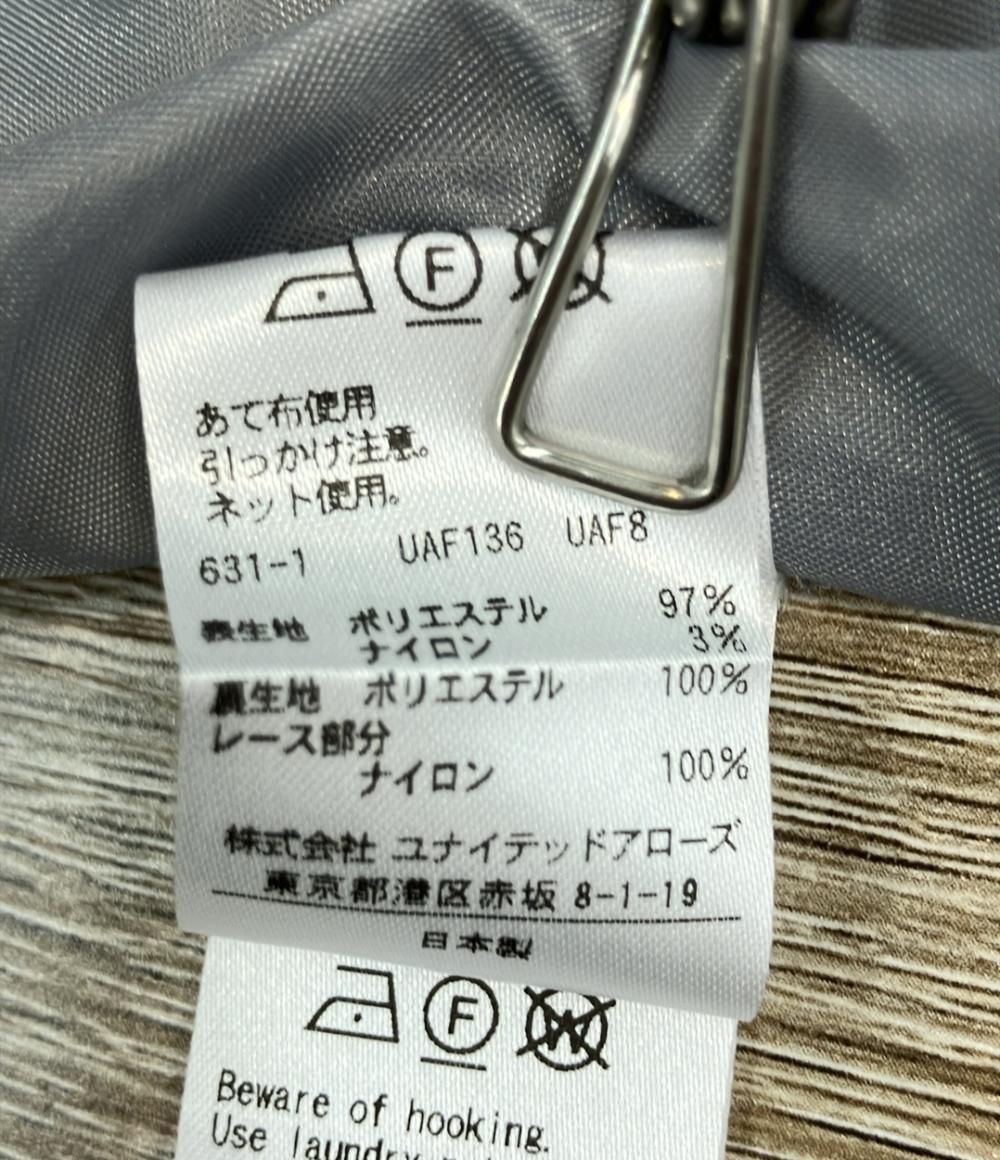 F
あて布使用
引っかけ注意。
ネット使用。
631-1 UAF136 UAF8
表生地 ポリエステル 97%
ナイロン 3%
裏生地 ポリエステル 100%
レース部分
ナイロン 100%
株式会社 ユナイテッドアローズ
東京都港区赤坂 8-1-19
日本製
F W
Beware of hooking.
Use laundry